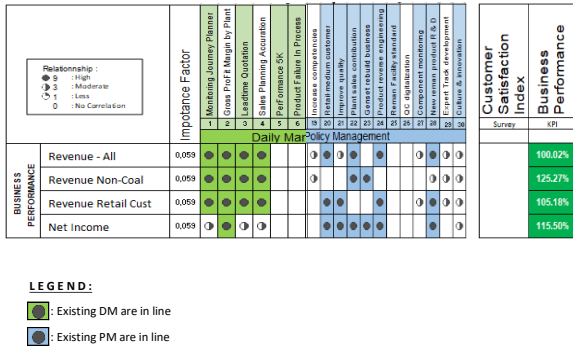 Relationnship :
9 : High
3 : Moderate
1 : Less
0 : No Carrelation
Impotance Factor
Monitoring Journey Planner
Gross ProFit Margin by Plant
Leadtime Quotation
Sales Planning Accuration
PerFormance 5K
Product Failure In Process
Increase competencies
Retail-medium customer
Improve quality
Plant sales contribution
Genset rebuild business
Product revense engineering
Reman Facility standard
QIC digitalization
Component monitoring
New reman product R & D
Expert Track development
Culture & innovation
Customer Satisfaction Index
Business Performance
1 2 3 4 5 6 19 20 21 22 23 24 25 26 27 28 29 30
Survey KPI
Daily Mar Policy Management
BUSINESS PERFORMANCE
Revenue - All 0,059 100.02%
Revenue Non-Coal 0,059 125.27%
Revenue Retail Cust 0,059 105.18%
Net Income 0,059 115.50%
LEGEND:
: Existing DM are in line
: Existing PM are in line